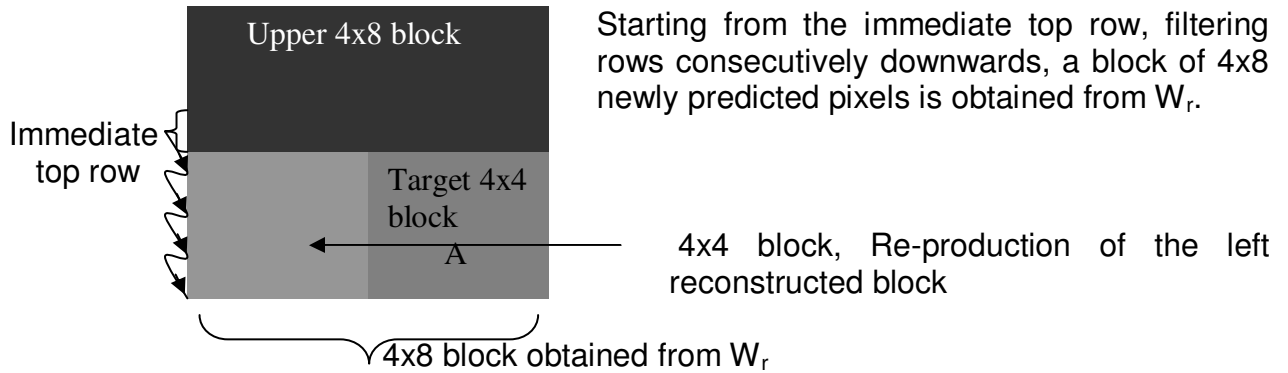 Upper 4x8 block
Starting from the immediate top row, filtering
rows consecutively downwards, a block of 4x8
newly predicted pixels is obtained from Wr.
Immediate
top row
Target 4x4
block
A
4x4 block, Re-production of the left
reconstructed block
4x8 block obtained from Wr